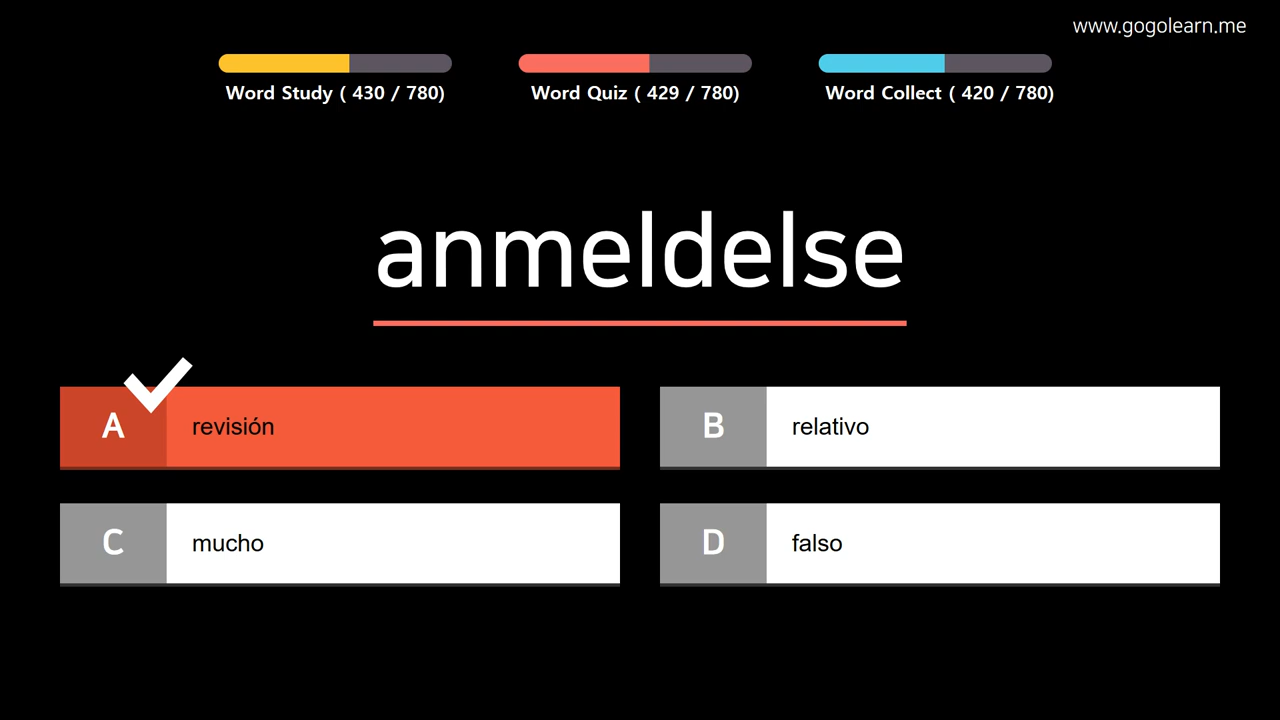 www.gogolearn.me
Word Study ( 430 / 780)
Word Quiz ( 429 / 780)
Word Collect ( 420 / 780)
anmeldelse
A revisión
B relativo
C mucho
D falso